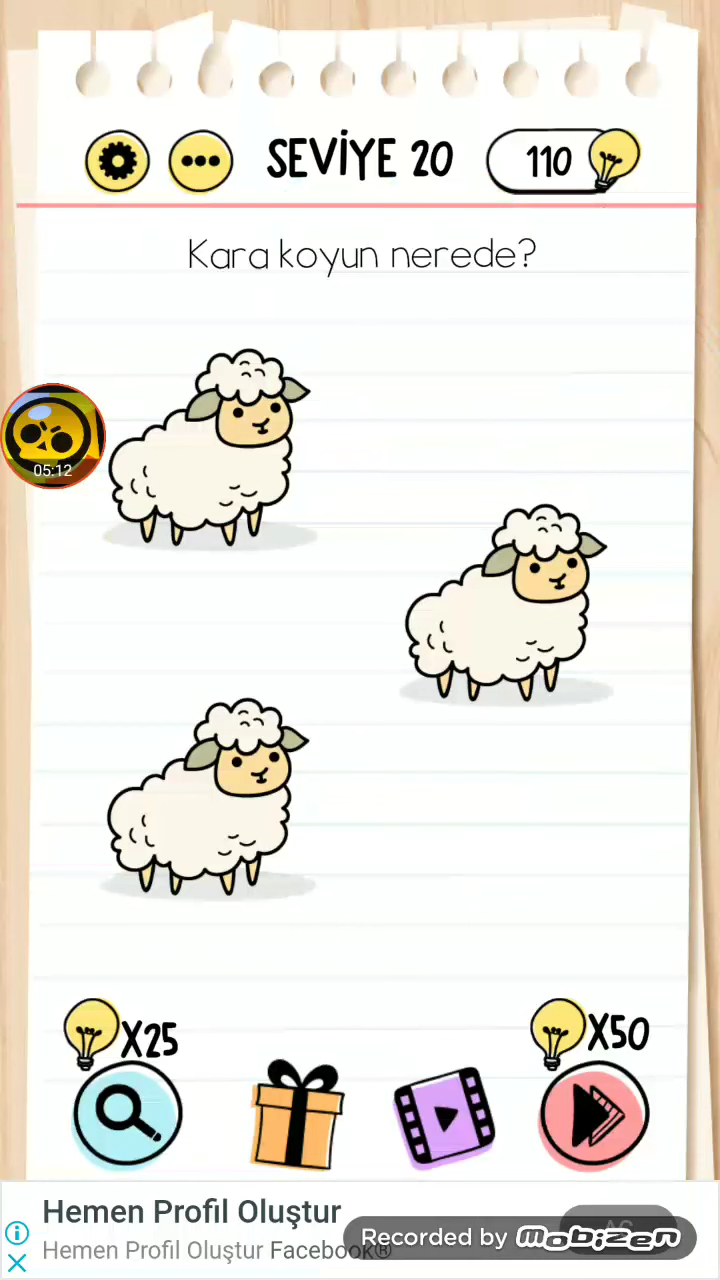 SEVİYE 20
110
Kara koyun nerede?
05:12
X25
X50
Hemen Profil Oluştur
Hemen Profil Oluştur Facebook®
Recorded by mobizen